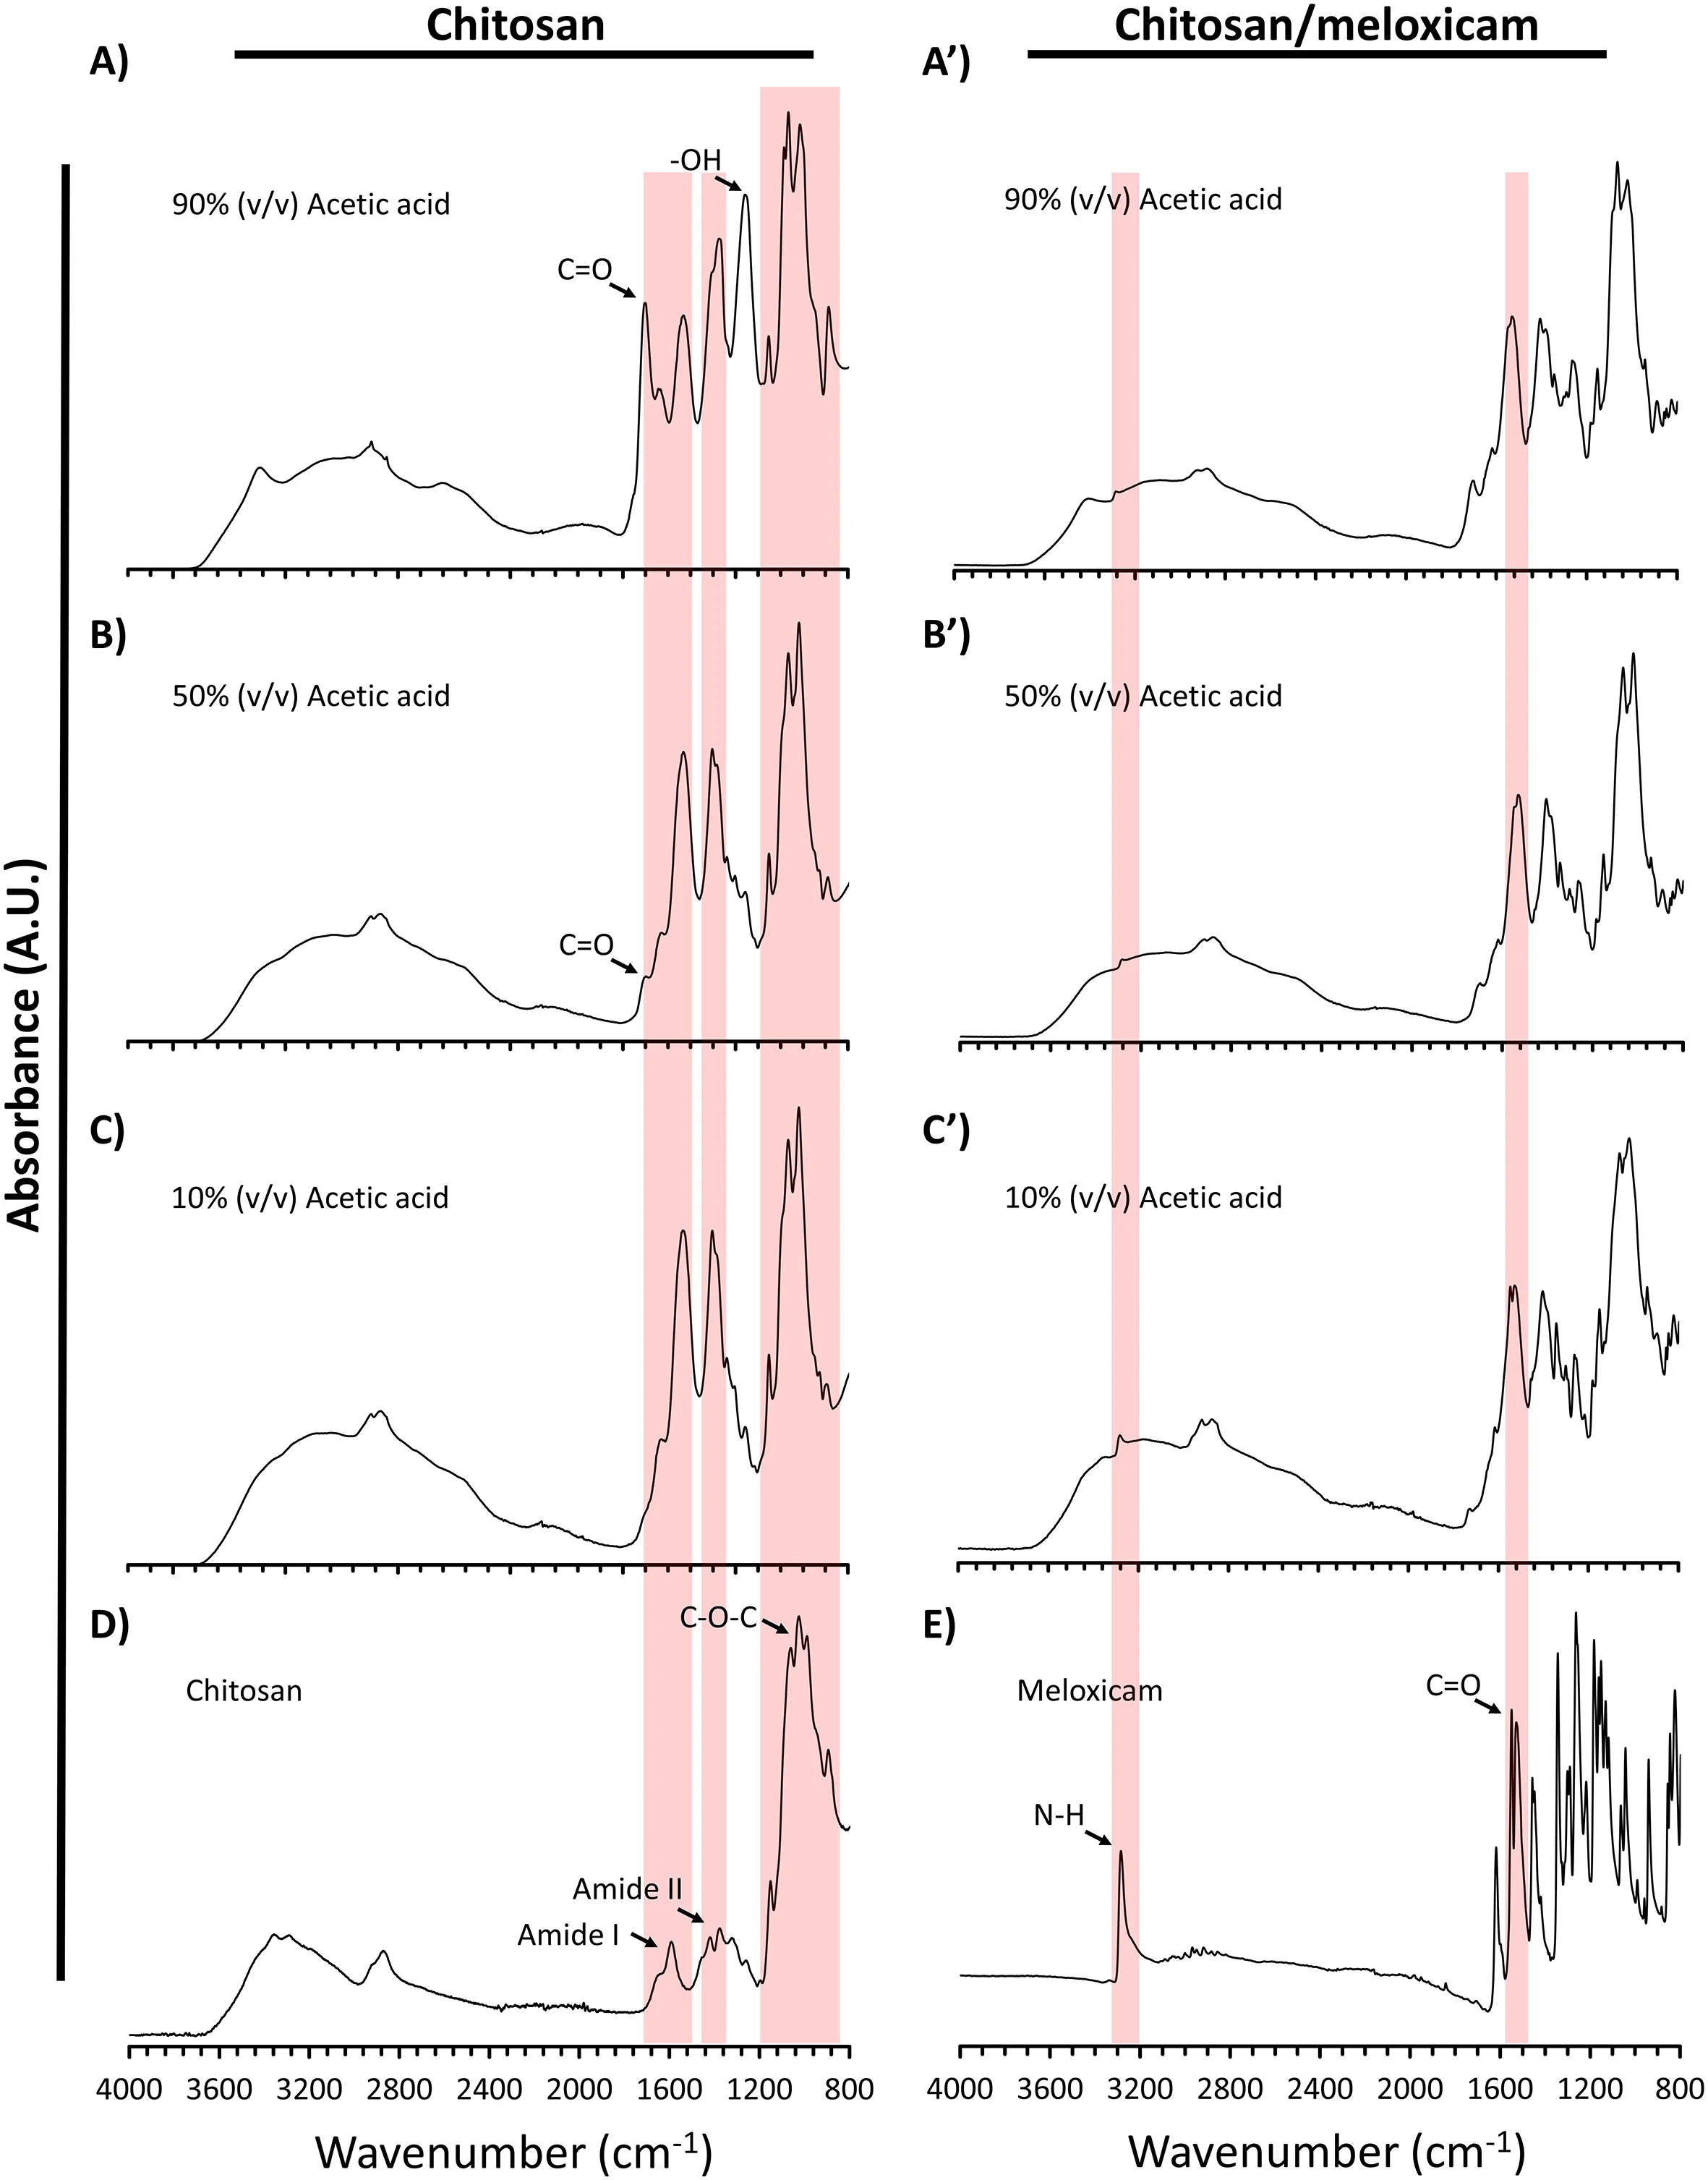 Chitosan
Chitosan/meloxicam
A)
90% (v/v) Acetic acid
C=O
-OH
A’)
90% (v/v) Acetic acid
B)
50% (v/v) Acetic acid
C=O
B’)
50% (v/v) Acetic acid
C)
10% (v/v) Acetic acid
C’)
10% (v/v) Acetic acid
D)
Chitosan
C-O-C
Amide II
Amide I
E)
Meloxicam
C=O
N-H
Absorbance (A.U.)
4000 3600 3200 2800 2400 2000 1600 1200 800
4000 3600 3200 2800 2400 2000 1600 1200 800
Wavenumber (cm⁻¹)
Wavenumber (cm⁻¹)